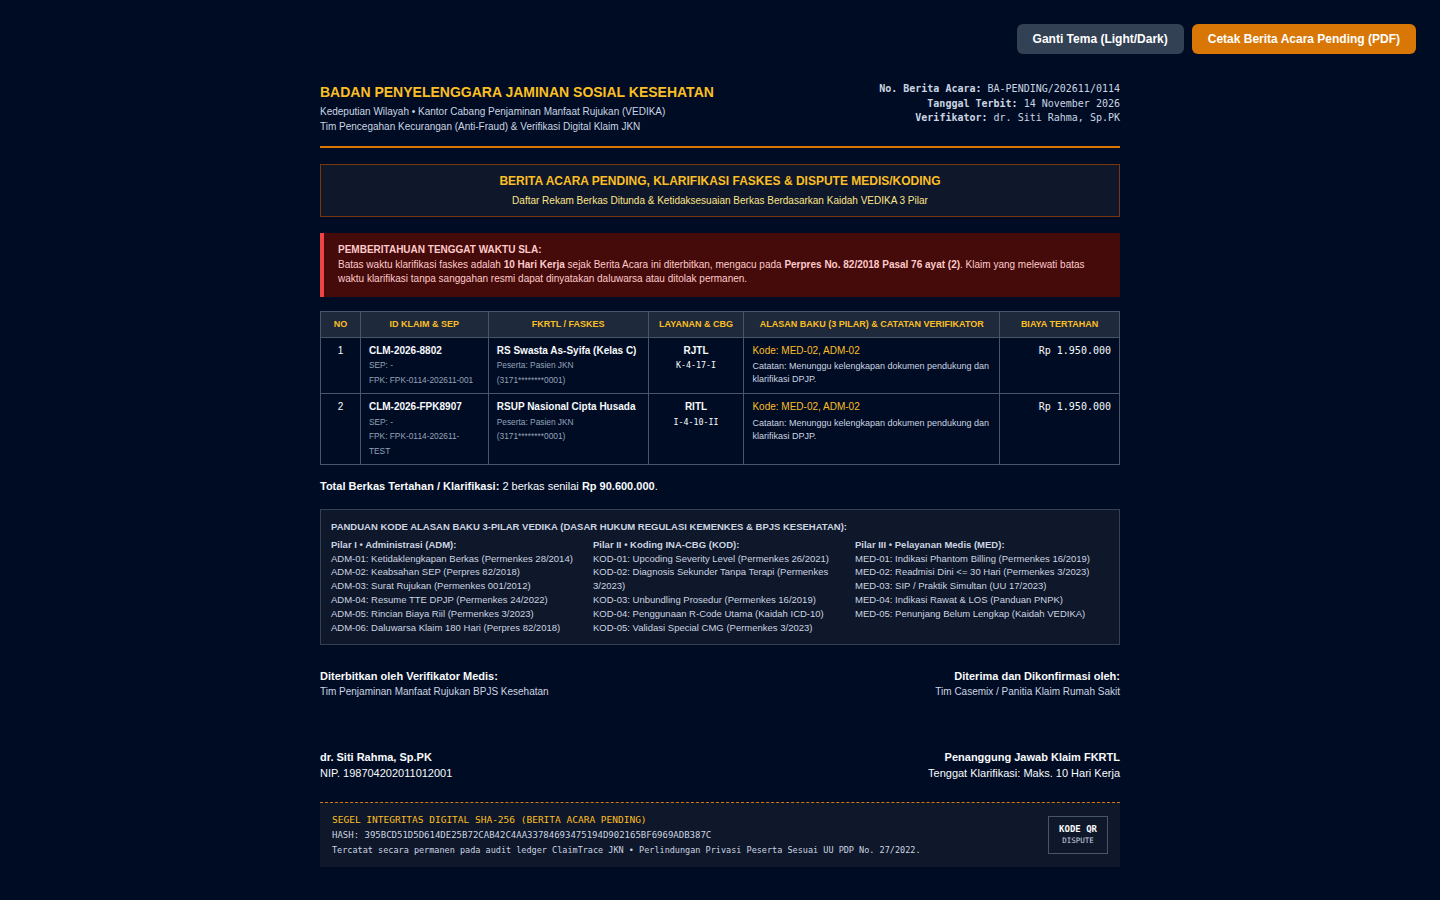 Ganti Tema (Light/Dark)
Cetak Berita Acara Pending (PDF)
BADAN PENYELENGGARA JAMINAN SOSIAL KESEHATAN
Kedeputian Wilayah • Kantor Cabang Penjaminan Manfaat Rujukan (VEDIKA)
Tim Pencegahan Kecurangan (Anti-Fraud) & Verifikasi Digital Klaim JKN
No. Berita Acara: BA-PENDING/202611/0114
Tanggal Terbit: 14 November 2026
Verifikator: dr. Siti Rahma, Sp.PK
BERITA ACARA PENDING, KLARIFIKASI FASKES & DISPUTE MEDIS/KODING
Daftar Rekam Berkas Ditunda & Ketidaksesuaian Berkas Berdasarkan Kaidah VEDIKA 3 Pilar
PEMBERITAHUAN TENGGAT WAKTU SLA:
Batas waktu klarifikasi faskes adalah 10 Hari Kerja sejak Berita Acara ini diterbitkan, mengacu pada Perpres No. 82/2018 Pasal 76 ayat (2). Klaim yang melewati batas
waktu klarifikasi tanpa sanggahan resmi dapat dinyatakan daluwarsa atau ditolak permanen.
NO
ID KLAIM & SEP
FKRTL / FASKES
LAYANAN & CBG
ALASAN BAKU (3 PILAR) & CATATAN VERIFIKATOR
BIAYA TERTAHAN
1
CLM-2026-8802
SEP: -
FPK: FPK-0114-202611-001
RS Swasta As-Syifa (Kelas C)
Peserta: Pasien JKN
(3171********0001)
RJTL
K-4-17-I
Kode: MED-02, ADM-02
Catatan: Menunggu kelengkapan dokumen pendukung dan
klarifikasi DPJP.
Rp 1.950.000
2
CLM-2026-FPK8907
SEP: -
FPK: FPK-0114-202611-
TEST
RSUP Nasional Cipta Husada
Peserta: Pasien JKN
(3171********0001)
RITL
I-4-10-II
Kode: MED-02, ADM-02
Catatan: Menunggu kelengkapan dokumen pendukung dan
klarifikasi DPJP.
Rp 1.950.000
Total Berkas Tertahan / Klarifikasi: 2 berkas senilai Rp 90.600.000.
PANDUAN KODE ALASAN BAKU 3-PILAR VEDIKA (DASAR HUKUM REGULASI KEMENKES & BPJS KESEHATAN):
Pilar I • Administrasi (ADM):
ADM-01: Ketidaklengkapan Berkas (Permenkes 28/2014)
ADM-02: Keabsahan SEP (Perpres 82/2018)
ADM-03: Surat Rujukan (Permenkes 001/2012)
ADM-04: Resume TTE DPJP (Permenkes 24/2022)
ADM-05: Rincian Biaya Riil (Permenkes 3/2023)
ADM-06: Daluwarsa Klaim 180 Hari (Perpres 82/2018)
Pilar II • Koding INA-CBG (KOD):
KOD-01: Upcoding Severity Level (Permenkes 26/2021)
KOD-02: Diagnosis Sekunder Tanpa Terapi (Permenkes
3/2023)
KOD-03: Unbundling Prosedur (Permenkes 16/2019)
KOD-04: Penggunaan R-Code Utama (Kaidah ICD-10)
KOD-05: Validasi Special CMG (Permenkes 3/2023)
Pilar III • Pelayanan Medis (MED):
MED-01: Indikasi Phantom Billing (Permenkes 16/2019)
MED-02: Readmisi Dini <= 30 Hari (Permenkes 3/2023)
MED-03: SIP / Praktik Simultan (UU 17/2023)
MED-04: Indikasi Rawat & LOS (Panduan PNPK)
MED-05: Penunjang Belum Lengkap (Kaidah VEDIKA)
Diterbitkan oleh Verifikator Medis:
Tim Penjaminan Manfaat Rujukan BPJS Kesehatan
Diterima dan Dikonfirmasi oleh:
Tim Casemix / Panitia Klaim Rumah Sakit
dr. Siti Rahma, Sp.PK
NIP. 198704202011012001
Penanggung Jawab Klaim FKRTL
Tenggat Klarifikasi: Maks. 10 Hari Kerja
SEGEL INTEGRITAS DIGITAL SHA-256 (BERITA ACARA PENDING)
HASH: 395BCD51D5D614DE25B72CAB42C4AA33784693475194D902165BF6969ADB387C
Tercatat secara permanen pada audit ledger ClaimTrace JKN • Perlindungan Privasi Peserta Sesuai UU PDP No. 27/2022.
KODE QR
DISPUTE